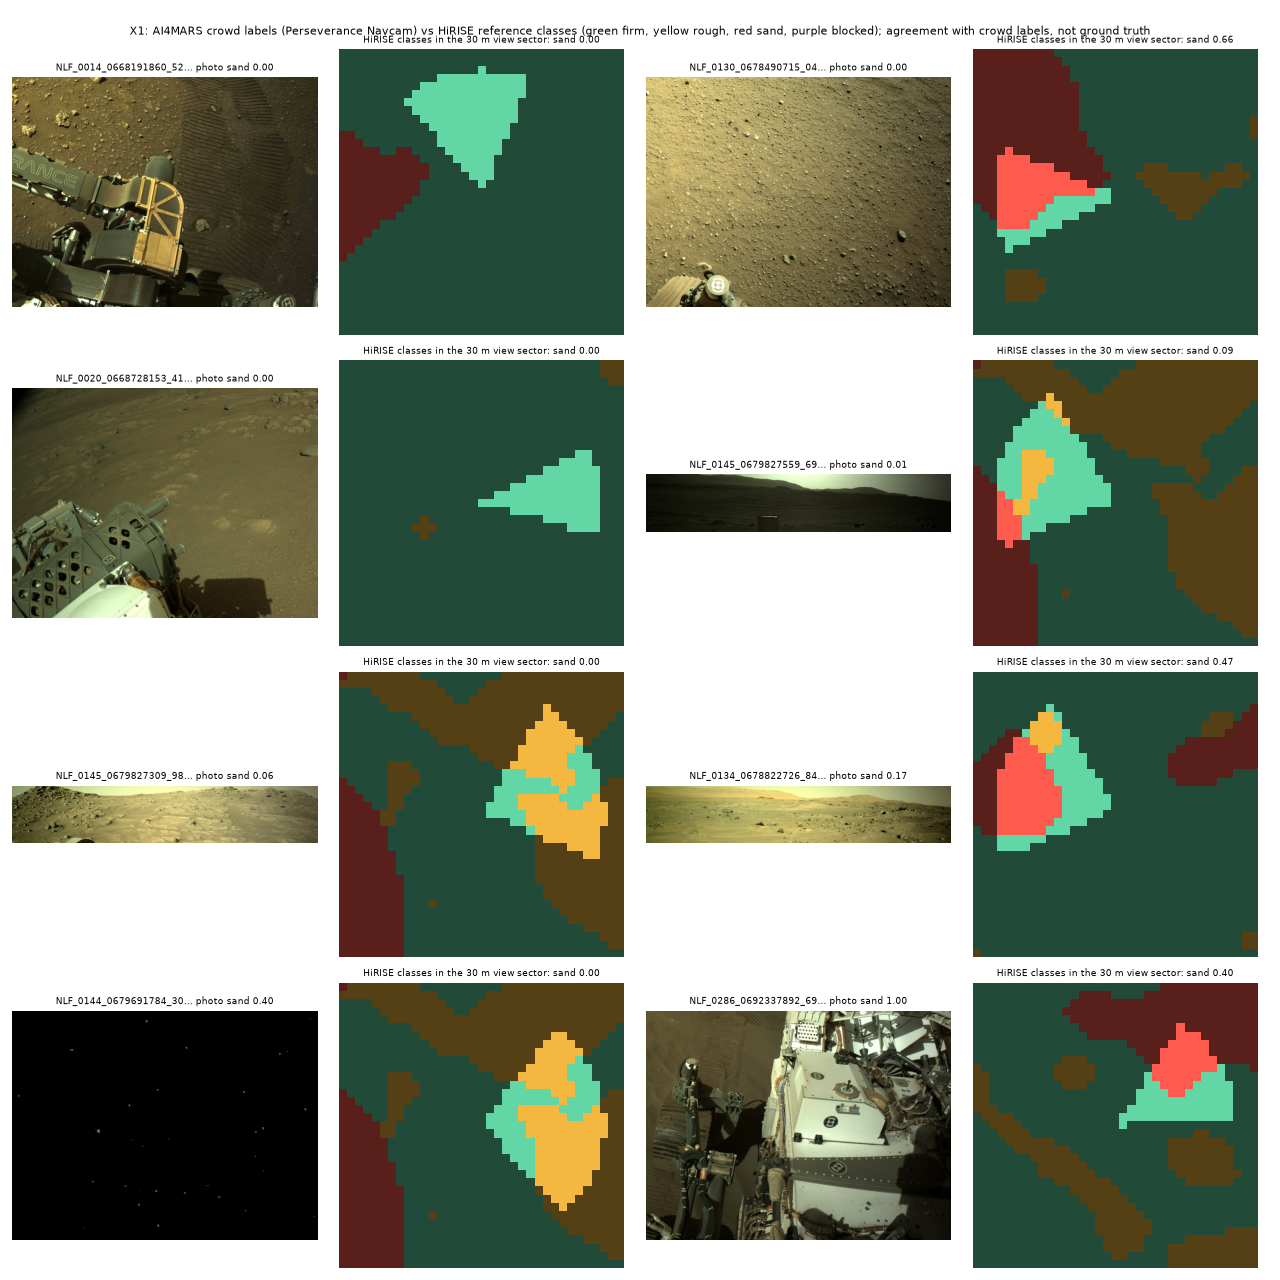 X1: AI4MARS crowd labels (Perseverance Navcam) vs HiRISE reference classes (green firm, yellow rough, red sand, purple blocked); agreement with crowd labels, not ground truth
NLF_0014_0668191860_52... photo sand 0.00
HiRISE classes in the 30 m view sector: sand 0.00
NLF_0130_0678490715_04... photo sand 0.00
HiRISE classes in the 30 m view sector: sand 0.66
RANCE
NLF_0020_0668728153_41... photo sand 0.00
HiRISE classes in the 30 m view sector: sand 0.00
NLF_0145_0679827559_69... photo sand 0.01
HiRISE classes in the 30 m view sector: sand 0.09
NLF_0145_0679827309_98... photo sand 0.06
HiRISE classes in the 30 m view sector: sand 0.00
NLF_0134_0678822726_84... photo sand 0.17
HiRISE classes in the 30 m view sector: sand 0.47
NLF_0144_0679691784_30... photo sand 0.40
HiRISE classes in the 30 m view sector: sand 0.00
NLF_0286_0692337892_69... photo sand 1.00
HiRISE classes in the 30 m view sector: sand 0.40